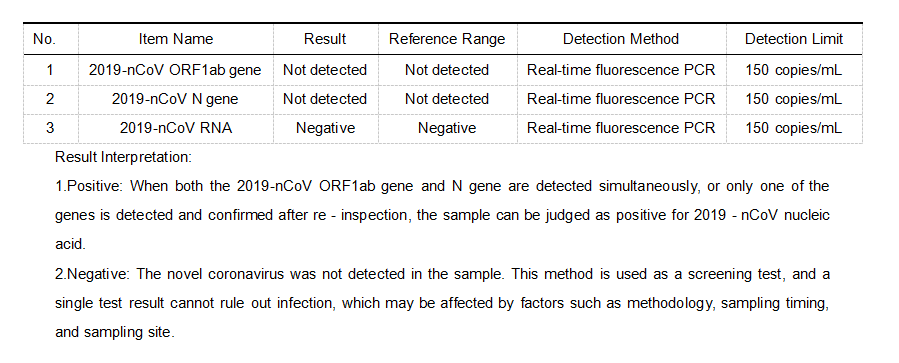 No. Item Name Result Reference Range Detection Method Detection Limit
1 2019-nCoV ORF1ab gene Not detected Not detected Real-time fluorescence PCR 150 copies/mL
2 2019-nCoV N gene Not detected Not detected Real-time fluorescence PCR 150 copies/mL
3 2019-nCoV RNA Negative Negative Real-time fluorescence PCR 150 copies/mL
Result Interpretation:
1.Positive: When both the 2019-nCoV ORF1ab gene and N gene are detected simultaneously, or only one of the
genes is detected and confirmed after re - inspection, the sample can be judged as positive for 2019 - nCoV nucleic
acid.
2.Negative: The novel coronavirus was not detected in the sample. This method is used as a screening test, and a
single test result cannot rule out infection, which may be affected by factors such as methodology, sampling timing,
and sampling site.